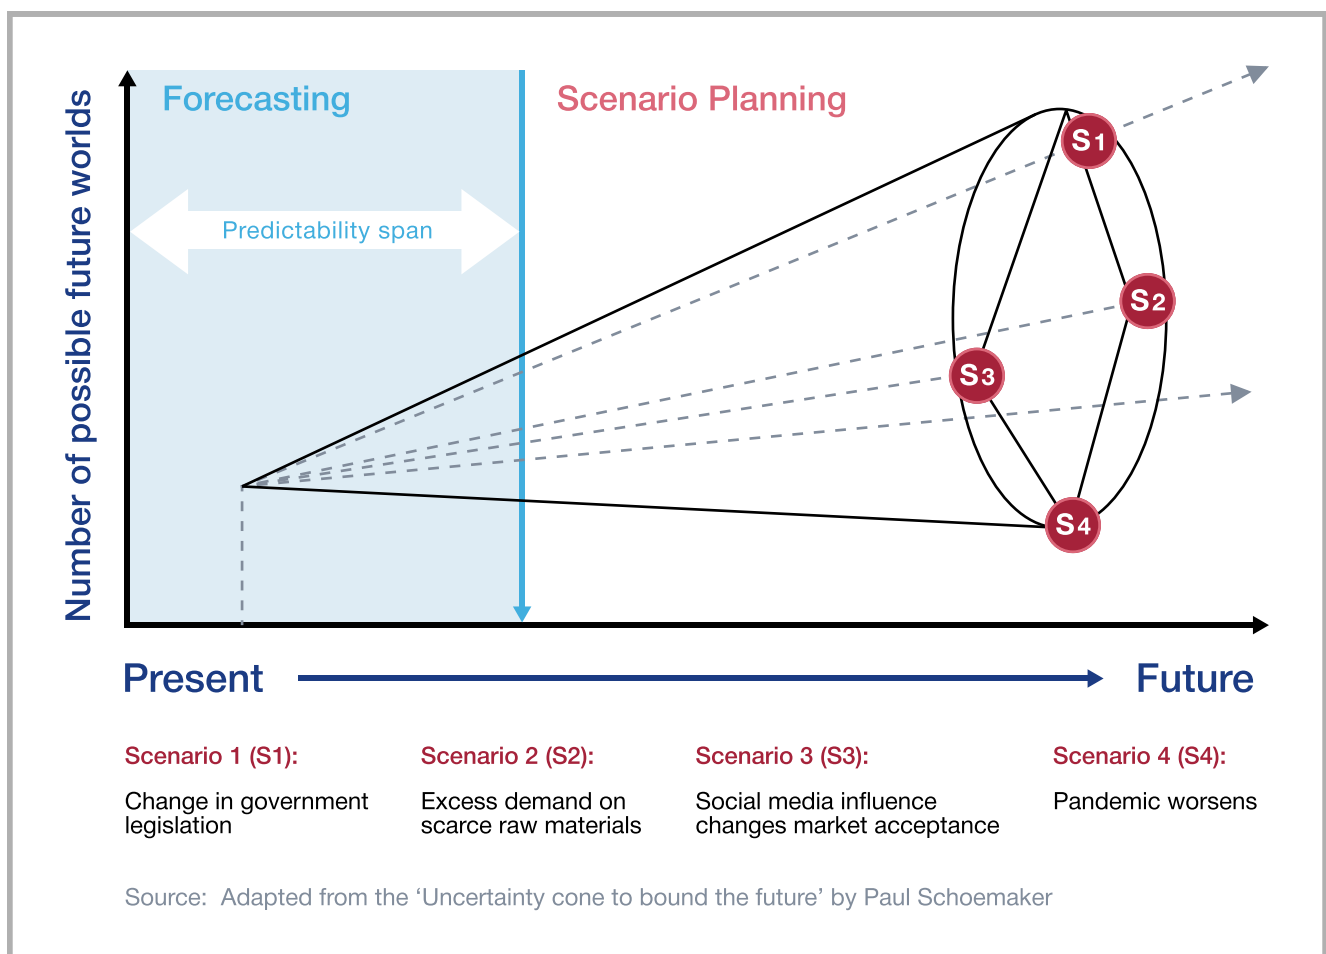 Number of possible future worlds
Forecasting
Scenario Planning
Predictability span
S1
S2
S3
S4
Present
Future
Scenario 1 (S1):
Change in government
legislation
Scenario 2 (S2):
Excess demand on
scarce raw materials
Scenario 3 (S3):
Social media influence
changes market acceptance
Scenario 4 (S4):
Pandemic worsens
Source: Adapted from the ‘Uncertainty cone to bound the future’ by Paul Schoemaker